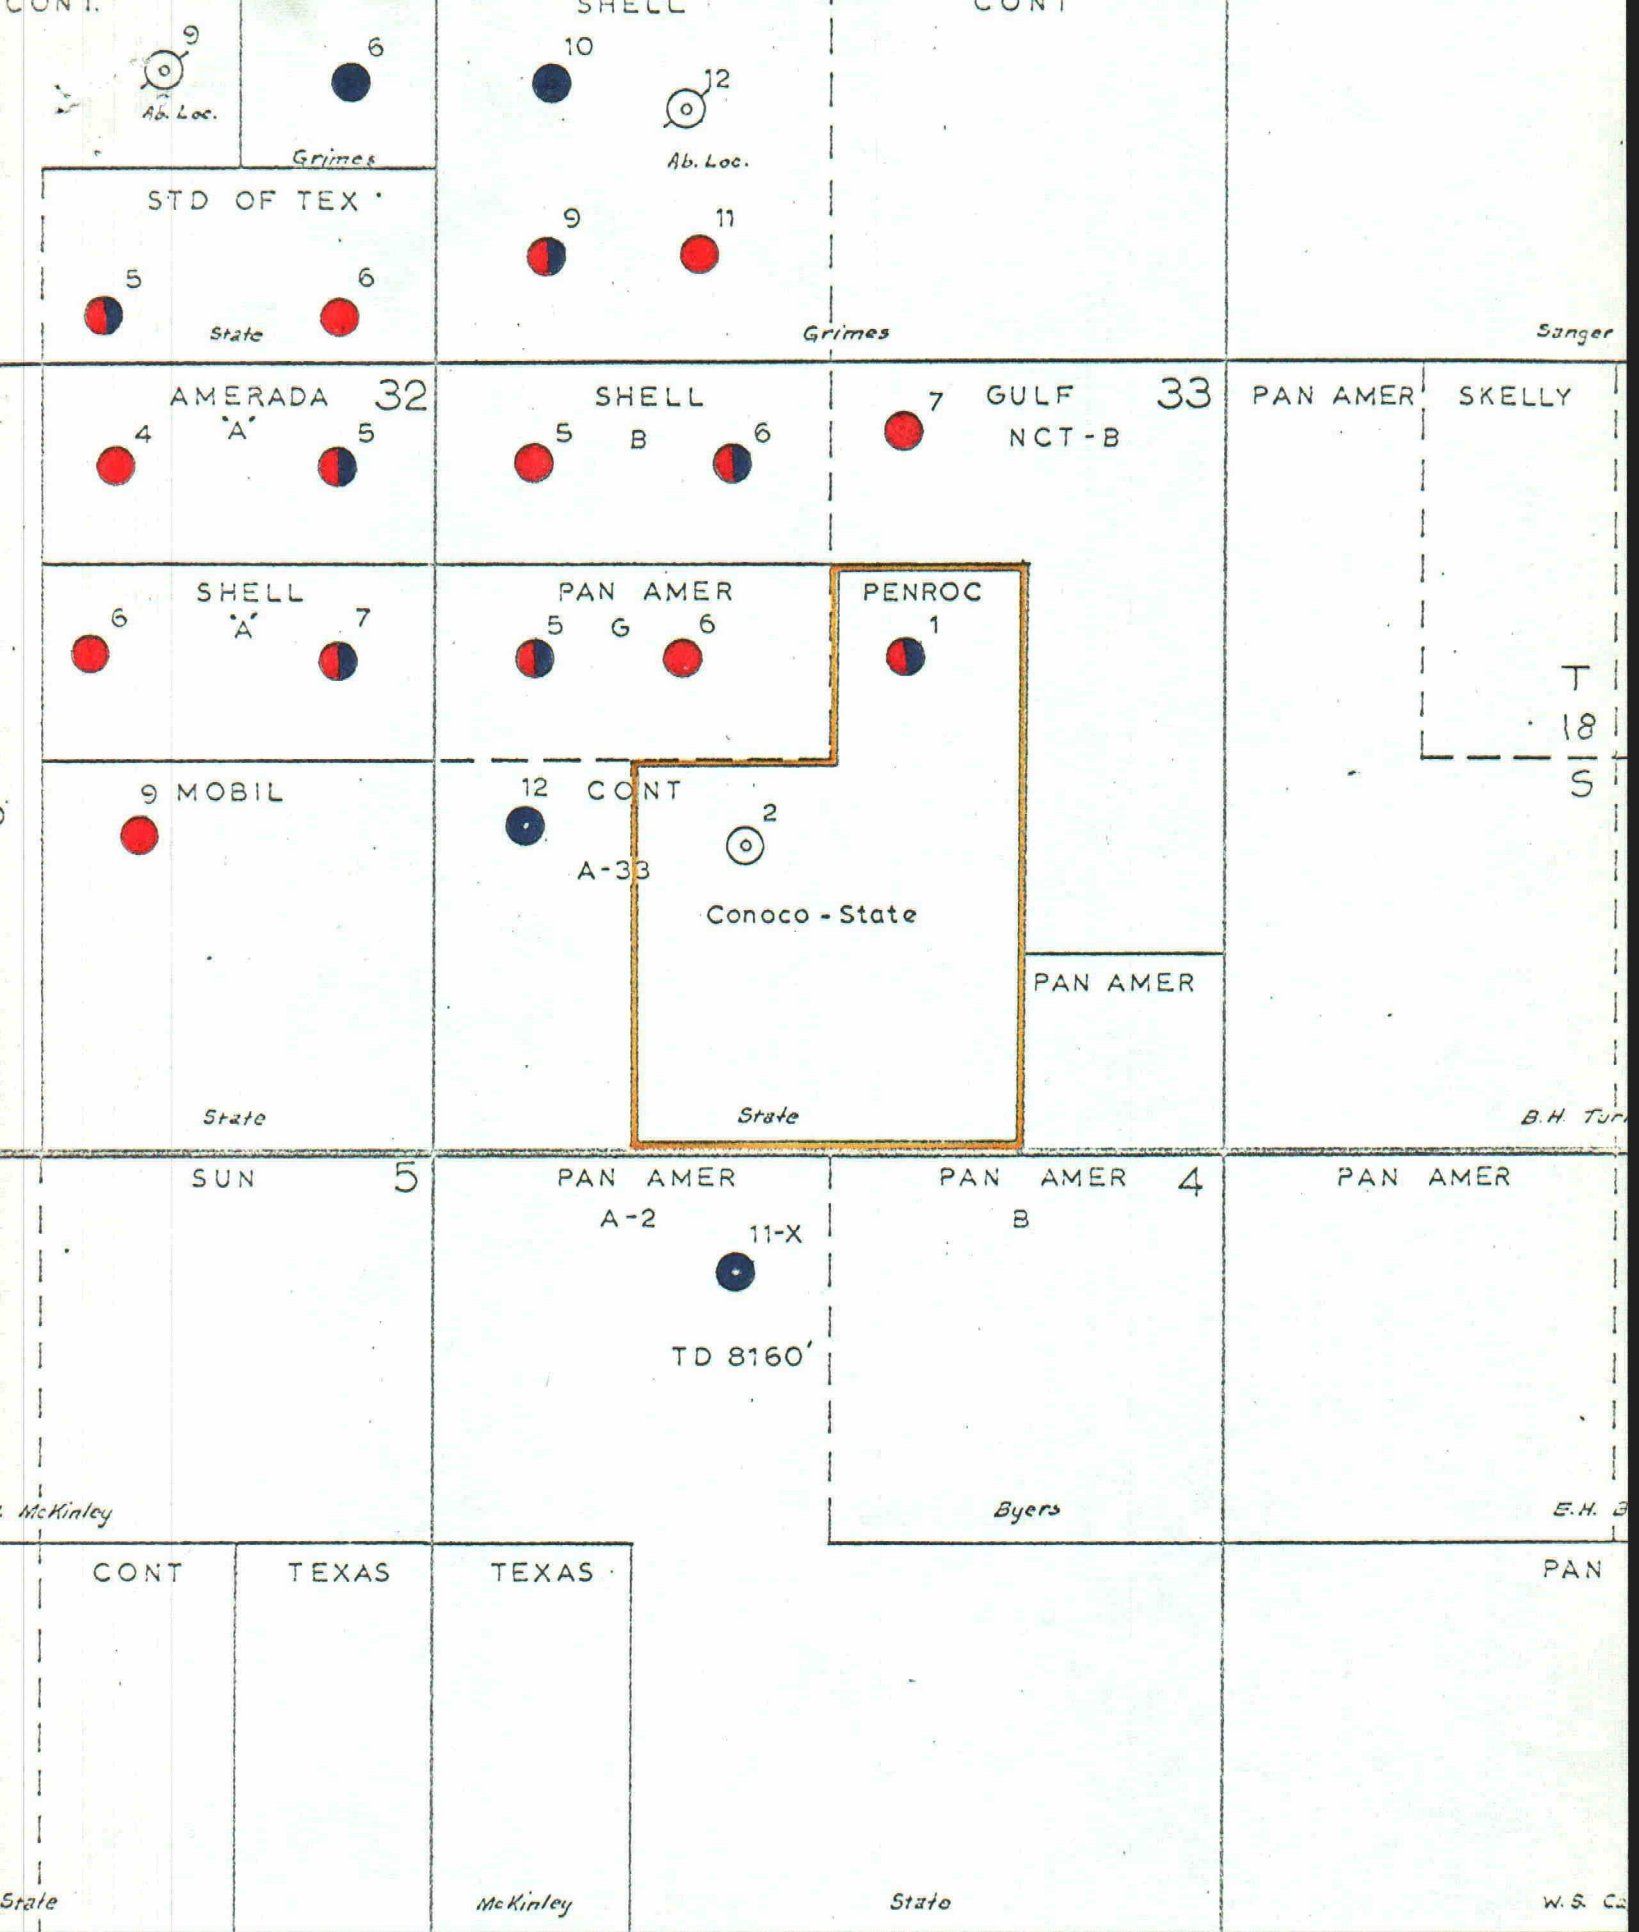 CONT.
SHELL
CONT
9
6
10
12
Ab. Loc.
Grimes
Ab. Loc.
STD OF TEX
9
11
5
6
State
Grimes
Sanger
AMERADA 32
"A"
4
5
SHELL
B
5
6
7
GULF 33
NCT-B
PAN AMER
SKELLY
SHELL
"A"
6
7
PAN AMER
5 G 6
PENROC
1
T
18
S
9 MOBIL
12 CONT
A-33
2
Conoco - State
PAN AMER
State
State
B.H.
SUN 5
PAN AMER
A-2
11-X
TD 8160'
PAN AMER 4
B
PAN AMER
McKinley
Byers
E.H.
CONT
TEXAS
TEXAS
PAN
State
McKinley
State
W.S.